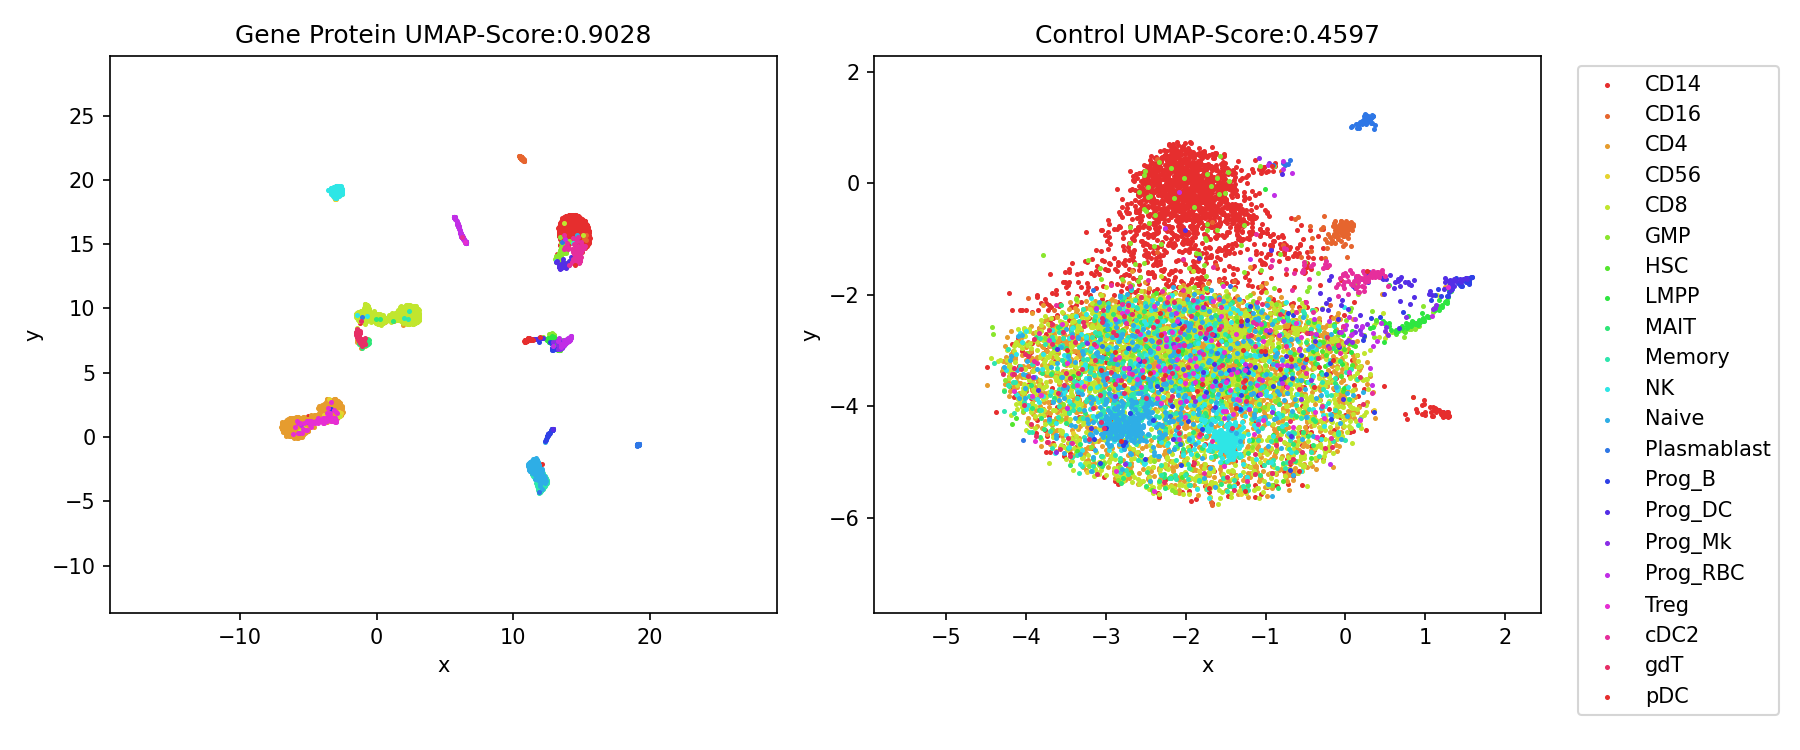 Gene Protein UMAP-Score:0.9028
y
25
20
15
10
5
0
−5
−10
−10
0
10
20
x
Control UMAP-Score:0.4597
y
2
0
−2
−4
−6
−5
−4
−3
−2
−1
0
1
2
x
CD14
CD16
CD4
CD56
CD8
GMP
HSC
LMPP
MAIT
Memory
NK
Naive
Plasmablast
Prog_B
Prog_DC
Prog_Mk
Prog_RBC
Treg
cDC2
gdT
pDC